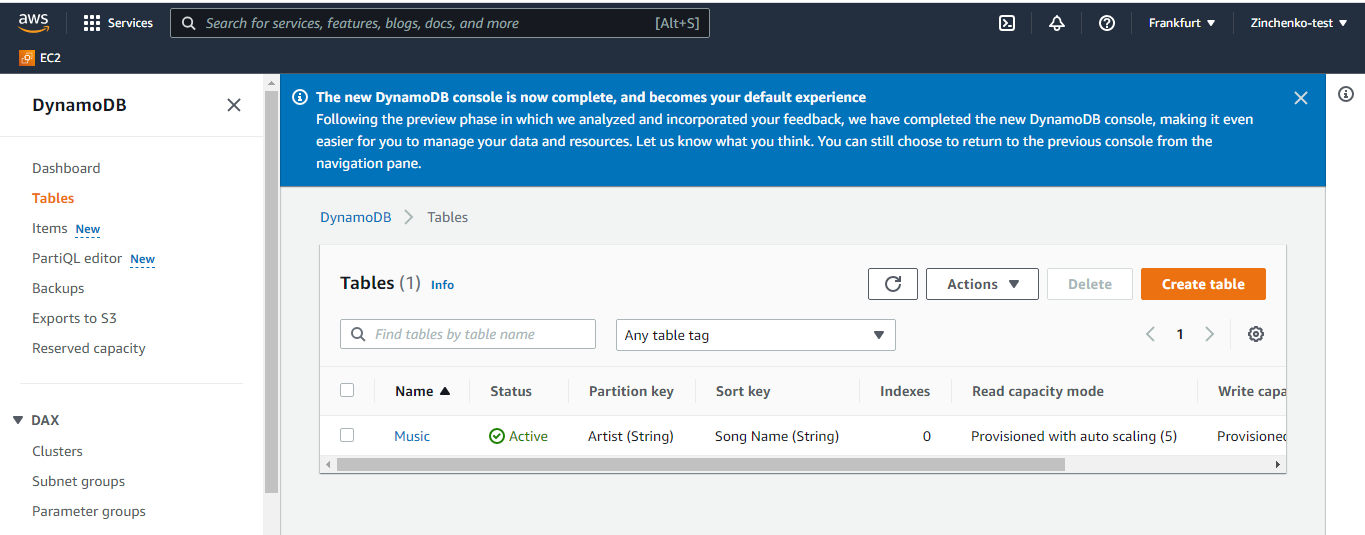 aws Services Search for services, features, blogs, docs, and more [Alt+S] Frankfurt Zinchenko-test
EC2
DynamoDB
Dashboard
Tables
Items New
PartiQL editor New
Backups
Exports to S3
Reserved capacity
DAX
Clusters
Subnet groups
Parameter groups
The new DynamoDB console is now complete, and becomes your default experience
Following the preview phase in which we analyzed and incorporated your feedback, we have completed the new DynamoDB console, making it even
easier for you to manage your data and resources. Let us know what you think. You can still choose to return to the previous console from the
navigation pane.
DynamoDB Tables
Tables (1) Info Actions Delete Create table
Find tables by table name Any table tag 1
Name Status Partition key Sort key Indexes Read capacity mode Write capa
Music Active Artist (String) Song Name (String) 0 Provisioned with auto scaling (5) Provisioned